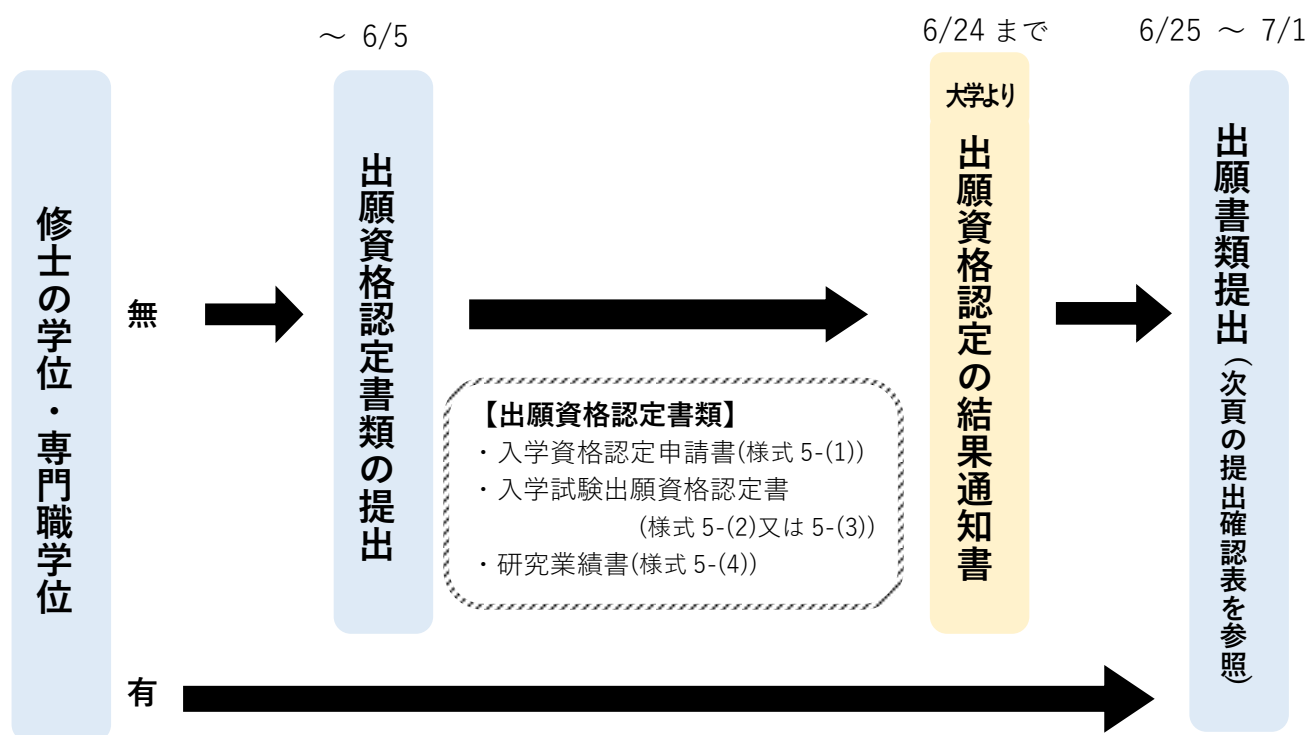 ～ 6/5
6/24 まで
6/25 ～ 7/1
修士の学位・専門職学位
無
有
出願資格認定書類の提出
【出願資格認定書類】
・入学資格認定申請書(様式 5-(1))
・入学試験出願資格認定書
(様式 5-(2)又は 5-(3))
・研究業績書(様式 5-(4))
大学より
出願資格認定の結果通知書
出願書類提出(次頁の提出確認表を参照)